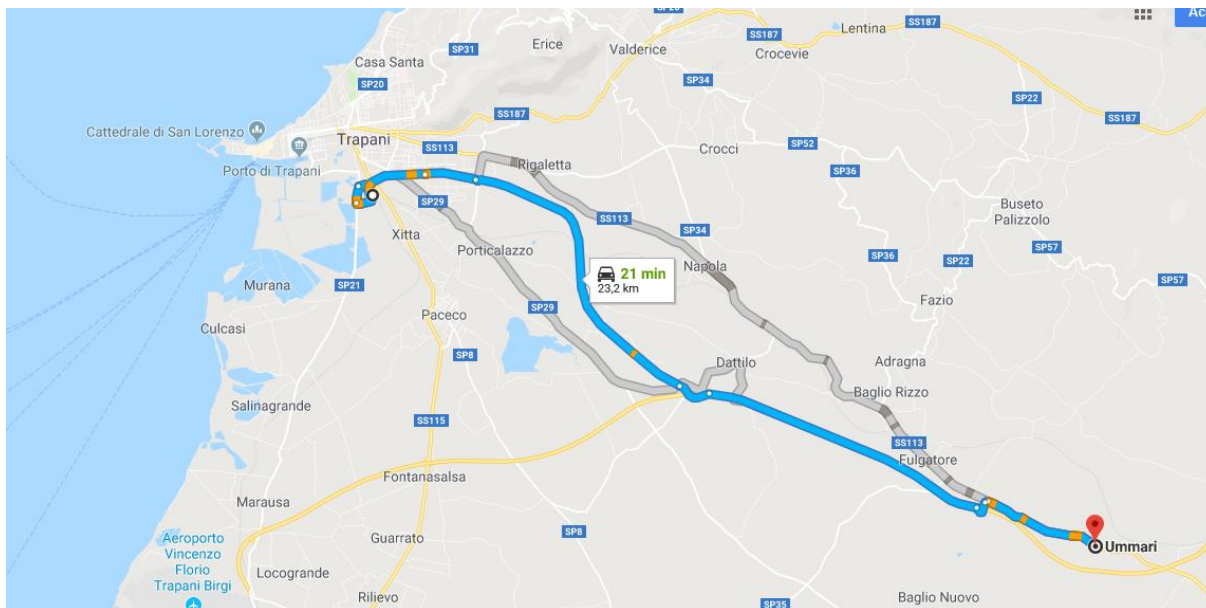 SP20
SS187
Ac
Lentina
Erice
Valderice
Crocevie
SP31
Casa Santa
SP20
SP34
SP22
SS187
SS187
Cattedrale di San Lorenzo
Trapani
SS113
Crocci
SP52
Porto di Trapani
Rigaletta
SP36
SP29
Buseto
Palizzolo
Xitta
SS113
SP34
Porticalazzo
SP57
Napola
SP36
SP22
SP57
21 min
23,2 km
Murana
SP21
Fazio
SP29
Paceco
Culcasi
SP8
Dattilo
Adragna
Baglio Rizzo
Salinagrande
SS115
SS113
Fulgatore
Fontanasalsa
Marausa
SP8
Aeroporto
Vincenzo
Florio
Trapani Birgi
Guarrato
Ummari
Locogrande
Rilievo
Baglio Nuovo
SP35